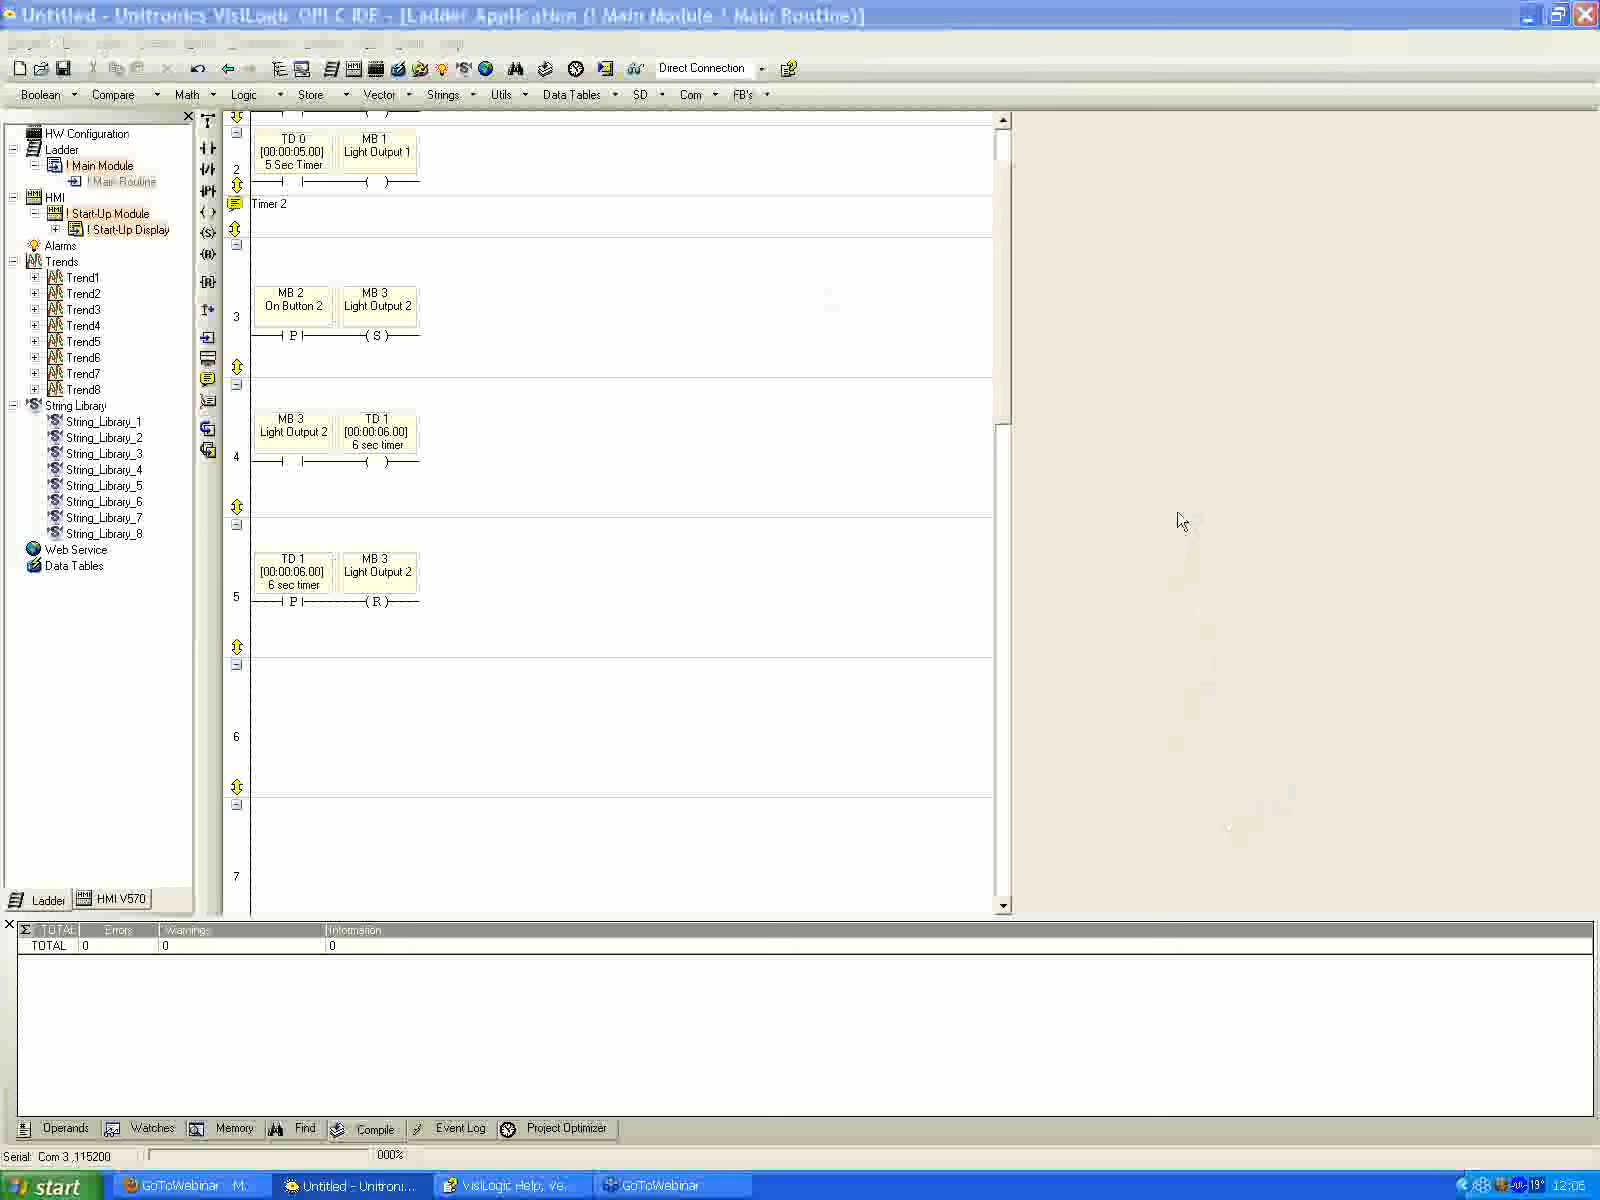 Untitled - Unitronics VisiLogic OPLC IDE - [Ladder Application (! Main Module ! Main Routine)]
Direct Connection
Boolean Compare Math Logic Store Vector Strings Utils Data Tables SD Com FB's
HW Configuration
Ladder
! Main Module
! Main Routine
HMI
! Start-Up Module
! Start-Up Display
Alarms
Trends
Trend1
Trend2
Trend3
Trend4
Trend5
Trend6
Trend7
Trend8
String Library
String_Library_1
String_Library_2
String_Library_3
String_Library_4
String_Library_5
String_Library_6
String_Library_7
String_Library_8
Web Service
Data Tables
Ladder HMI V570
TD 0 MB 1
[00:00:05.00] Light Output 1
5 Sec Timer
2
Timer 2
MB 2 MB 3
On Button 2 Light Output 2
3
P S
MB 3 TD 1
Light Output 2 [00:00:06.00]
6 sec timer
4
TD 1 MB 3
[00:00:06.00] Light Output 2
6 sec timer
5
P R
6
7
Σ TOTAL Errors Warnings Information
TOTAL 0 0 0
Operands Watches Memory Find Compile Event Log Project Optimizer
Serial: Com 3 ,115200 000%
start GoToWebinar - M... Untitled - Unitroni... VisiLogic Help, Ve... GoToWebinar 19° 12:06